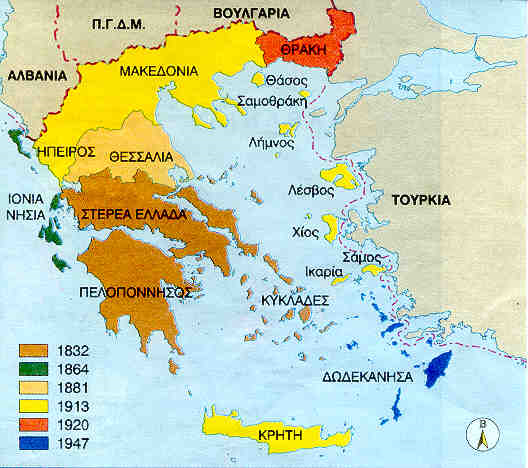 ΒΟΥΛΓΑΡΙΑ
Π.Γ.Δ.Μ.
ΘΡΑΚΗ
ΑΛΒΑΝΙΑ
ΜΑΚΕΔΟΝΙΑ
Θάσος
Σαμοθράκη
Λήμνος
ΗΠΕΙΡΟΣ
ΘΕΣΣΑΛΙΑ
ΙΟΝΙΑ
ΝΗΣΙΑ
Λέσβος
ΤΟΥΡΚΙΑ
ΣΤΕΡΕΑ ΕΛΛΑΔΑ
Χίος
Σάμος
Ικαρία
ΠΕΛΟΠΟΝΝΗΣΟΣ
ΚΥΚΛΑΔΕΣ
ΔΩΔΕΚΑΝΗΣΑ
ΚΡΗΤΗ
1832
1864
1881
1913
1920
1947
Β